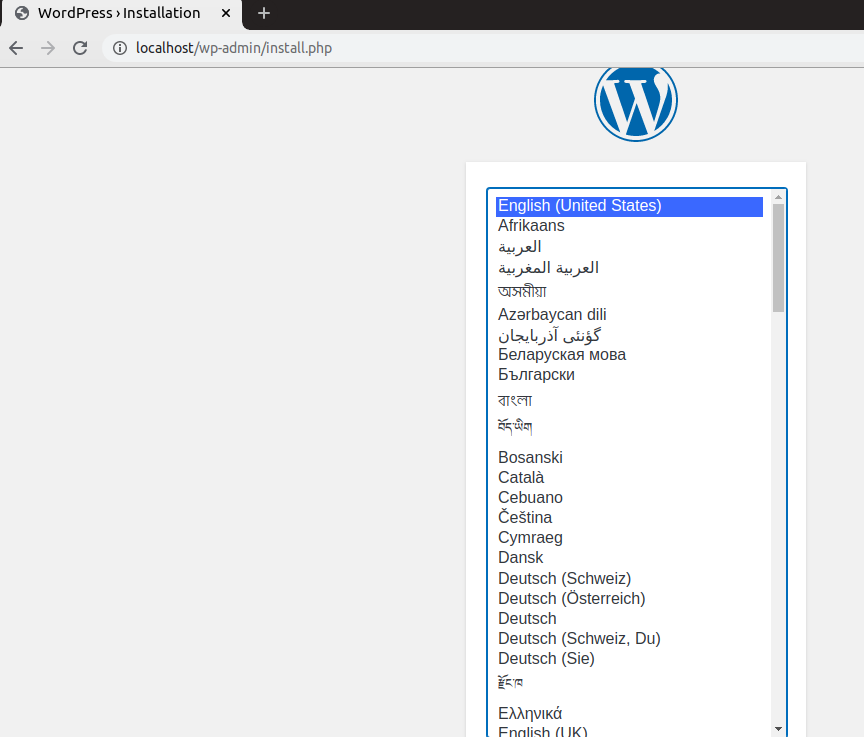 WordPress › Installation
localhost/wp-admin/install.php
English (United States)
Afrikaans
العربية
العربية المغربية
অসমীয়া
Azərbaycan dili
گؤنئی آذربایجان
Беларуская мова
Български
বাংলা
བོད་ཡིག
Bosanski
Català
Cebuano
Čeština
Cymraeg
Dansk
Deutsch (Schweiz)
Deutsch (Österreich)
Deutsch
Deutsch (Schweiz, Du)
Deutsch (Sie)
རྫོང་ཁ
Ελληνικά
English (UK)